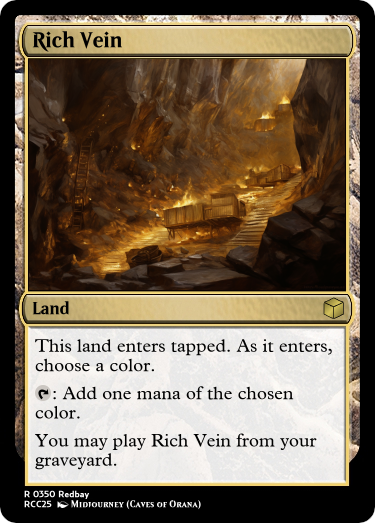 Rich Vein
Land
This land enters tapped. As it enters,
choose a color.
: Add one mana of the chosen
color.
You may play Rich Vein from your
graveyard.
R 0350 Redbay
RCC25 Midjourney (Caves of Orana)